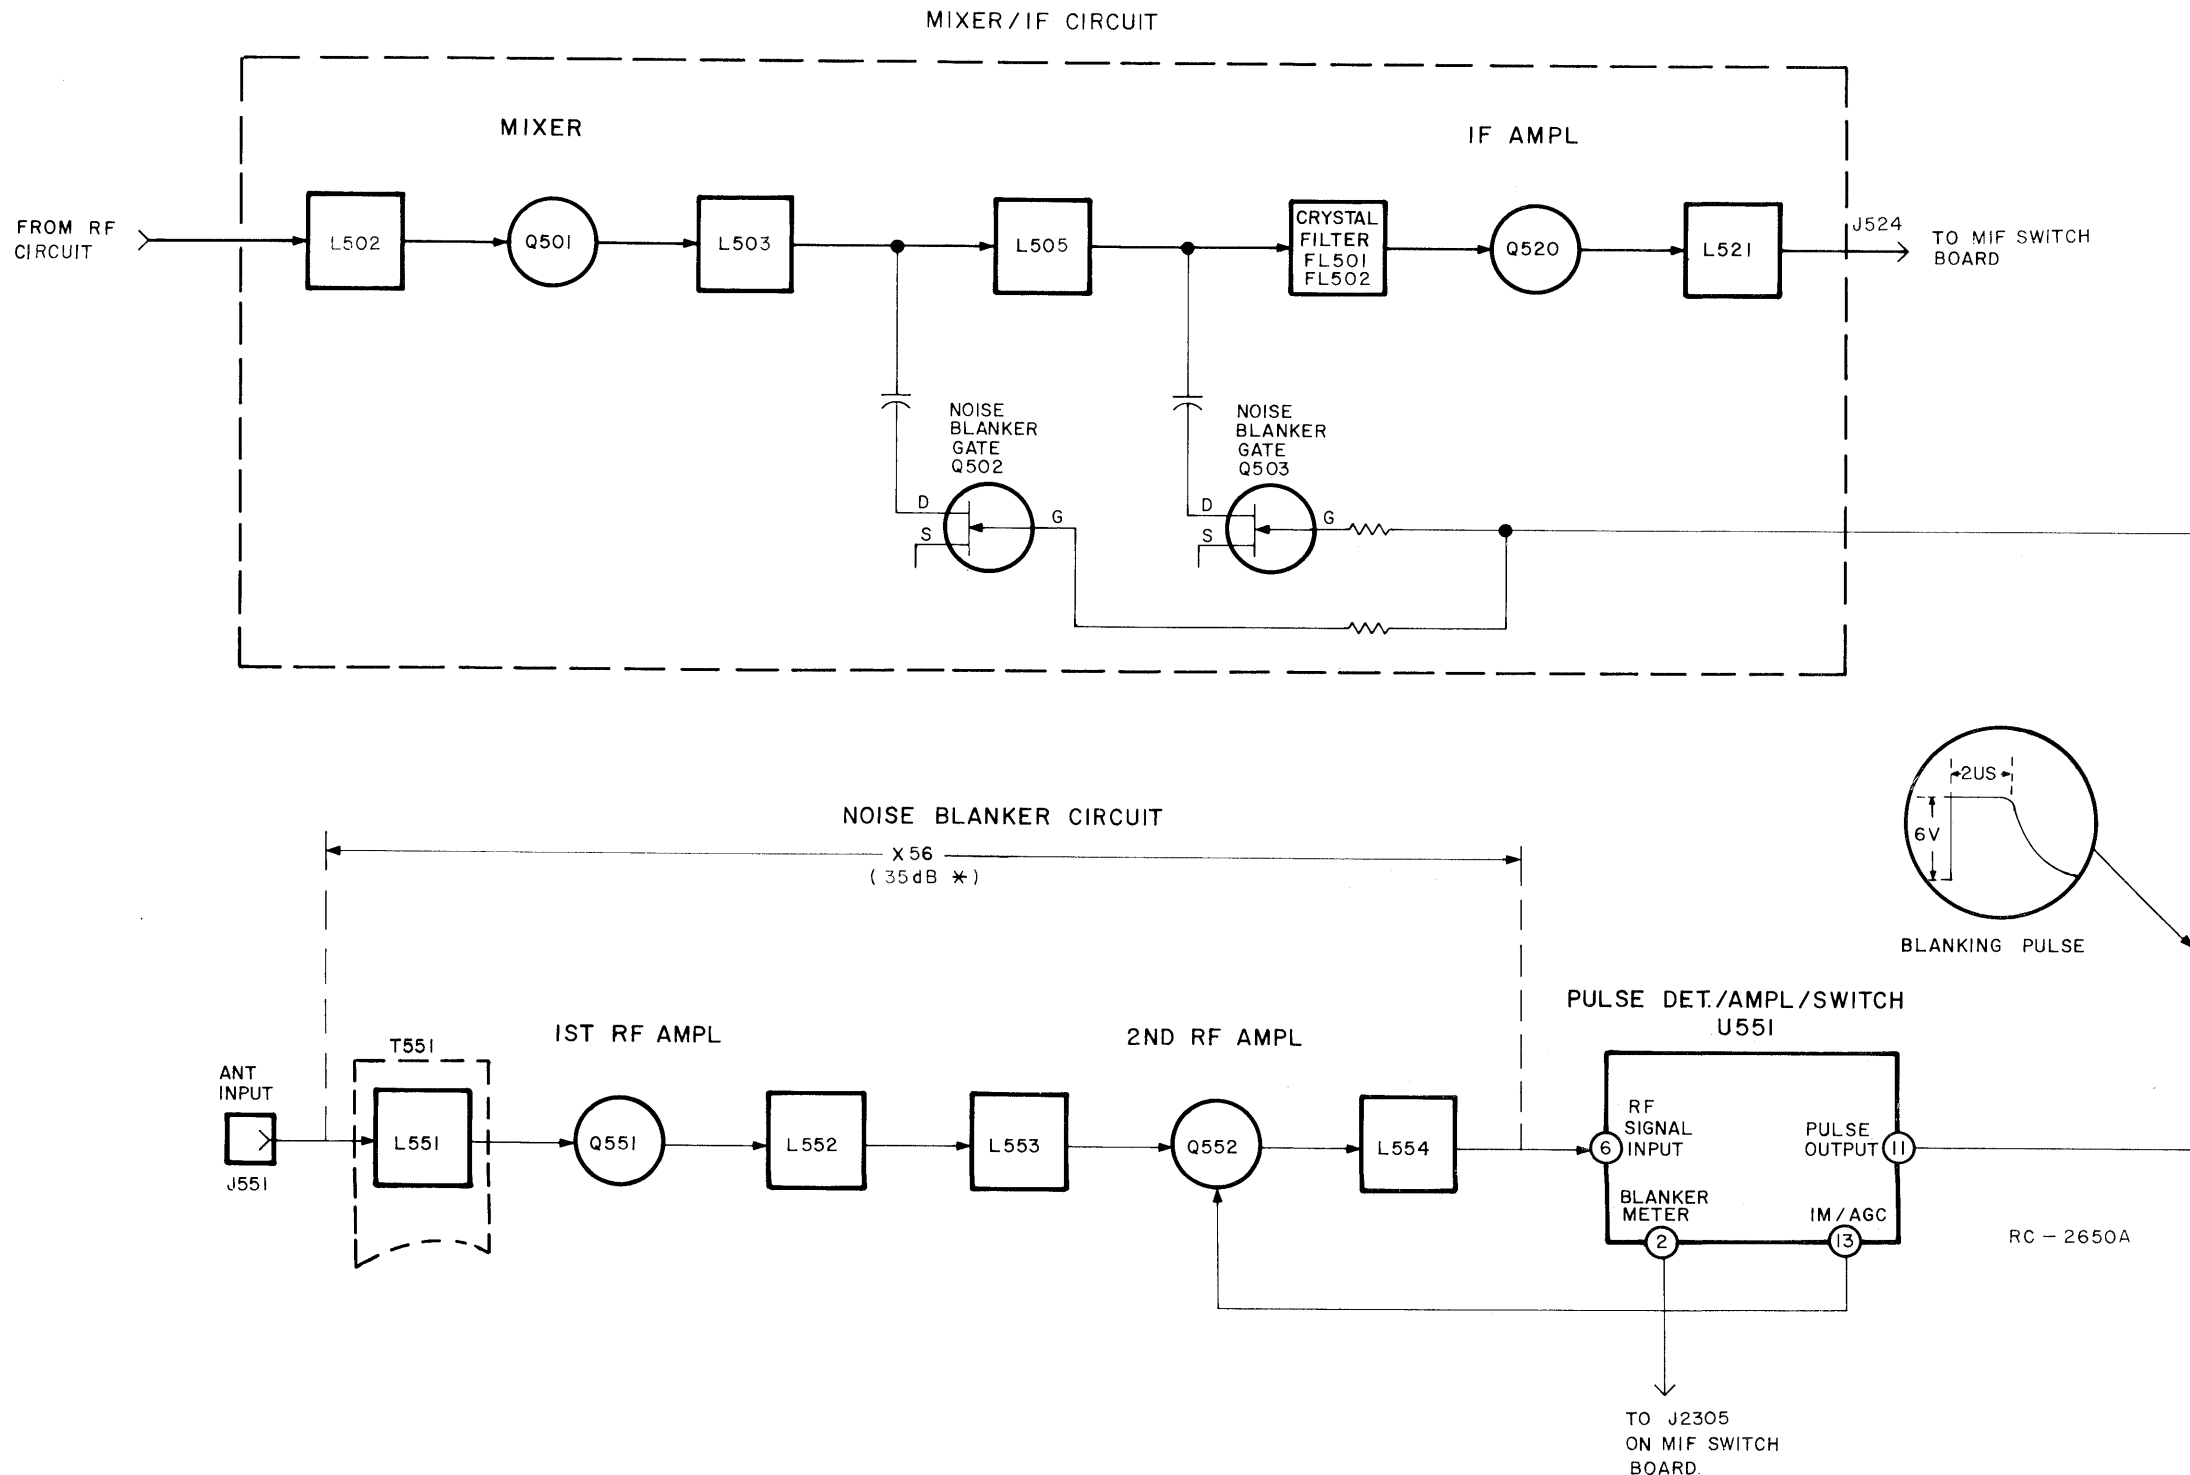 MIXER/IF CIRCUIT
MIXER
IF AMPL
FROM RF
CIRCUIT
L502
Q501
L503
L505
CRYSTAL
FILTER
FL501
FL502
Q520
L521
J524
TO MIF SWITCH
BOARD
NOISE
BLANKER
GATE
Q502
D
S
G
NOISE
BLANKER
GATE
Q503
D
S
G
2US
6V
BLANKING PULSE
NOISE BLANKER CIRCUIT
X56
(35dB *)
PULSE DET./AMPL/SWITCH
U551
T551
1ST RF AMPL
2ND RF AMPL
ANT
INPUT
J551
L551
Q551
L552
L553
Q552
L554
6
RF
SIGNAL
INPUT
PULSE
OUTPUT
11
BLANKER
METER
2
IM/AGC
13
RC-2650A
TO J2305
ON MIF SWITCH
BOARD.